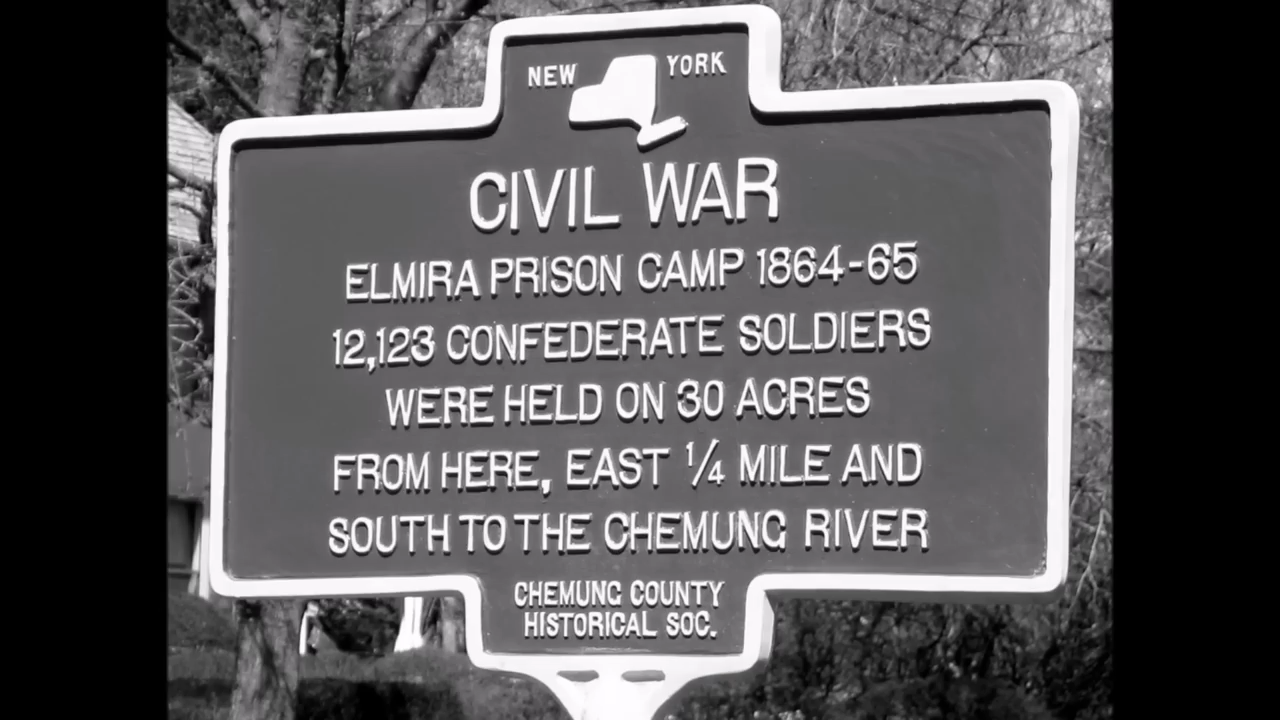 NEW YORK
CIVIL WAR
ELMIRA PRISON CAMP 1864-65
12,123 CONFEDERATE SOLDIERS
WERE HELD ON 30 ACRES
FROM HERE, EAST ¼ MILE AND
SOUTH TO THE CHEMUNG RIVER
CHEMUNG COUNTY
HISTORICAL SOC.